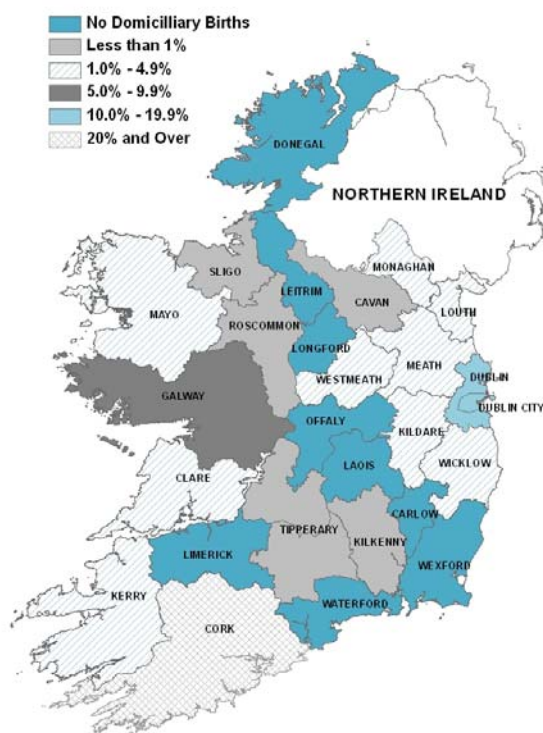 No Domicilliary Births
Less than 1%
1.0% - 4.9%
5.0% - 9.9%
10.0% - 19.9%
20% and Over
DONEGAL
NORTHERN IRELAND
MONAGHAN
SLIGO
LEITRIM
CAVAN
LOUTH
MAYO
ROSCOMMON
LONGFORD
MEATH
WESTMEATH
DUBLIN
GALWAY
DUBLIN CITY
OFFALY
KILDARE
LAOIS
WICKLOW
CLARE
CARLOW
TIPPERARY
KILKENNY
LIMERICK
WEXFORD
KERRY
WATERFORD
CORK